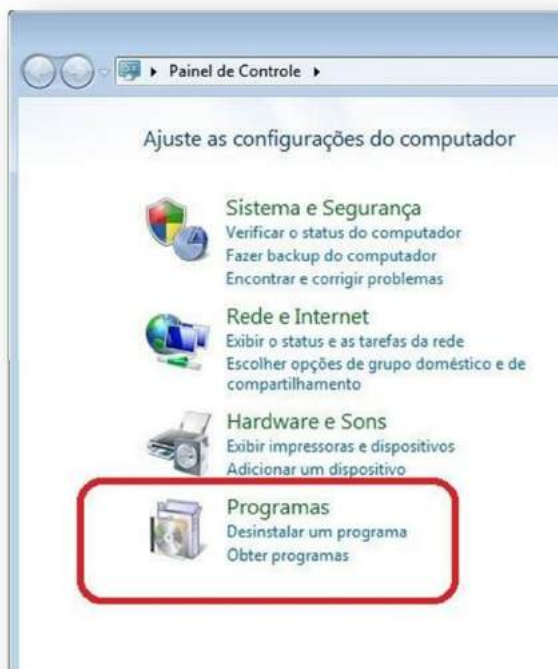 Painel de Controle
Ajuste as configurações do computador
Sistema e Segurança
Verificar o status do computador
Fazer backup do computador
Encontrar e corrigir problemas
Rede e Internet
Exibir o status e as tarefas da rede
Escolher opções de grupo doméstico e de
compartilhamento
Hardware e Sons
Exibir impressoras e dispositivos
Adicionar um dispositivo
Programas
Desinstalar um programa
Obter programas